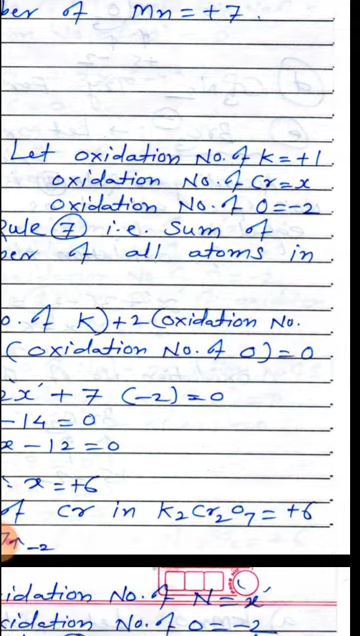 ber of Mn = +7.
Let oxidation No. of K = +1
oxidation No. of Cr = x
oxidation No. of O = -2
Rule 7 i.e. Sum of
ber of all atoms in
o. of K) + 2 (oxidation No.
(oxidation No. of O) = 0
2'x' + 7 (-2) = 0
-14 = 0
x - 12 = 0
∴ x = +6
of Cr in K2Cr2O7 = +6
-2
idation No. of N = 'x'
xidation No. of O = -2